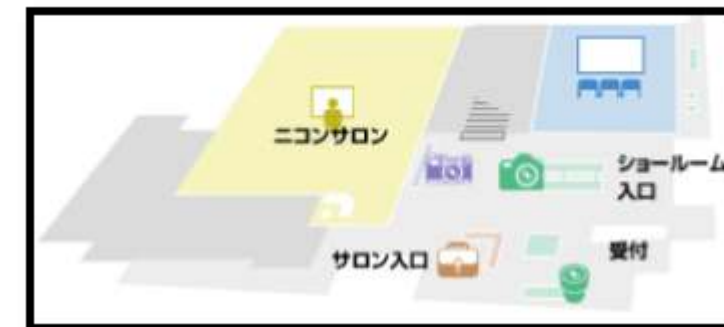 ニコンサロン
ショールーム
入口
サロン入口
受付